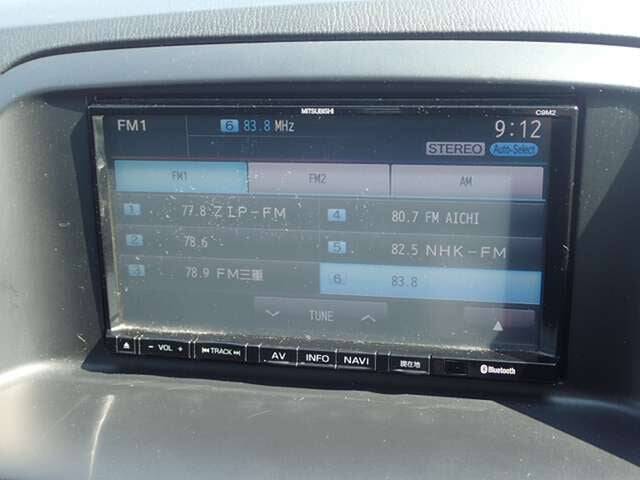 MITSUBISHI C9M2
FM1 6 83.8 MHz 9:12
STEREO Auto-Select
FM1 FM2 AM
1 77.8 ZIP-FM
4 80.7 FM AICHI
2 78.6
5 82.5 NHK-FM
3 78.9 FM三重
6 83.8
TUNE
- VOL + TRACK AV INFO NAVI 現在地 Bluetooth